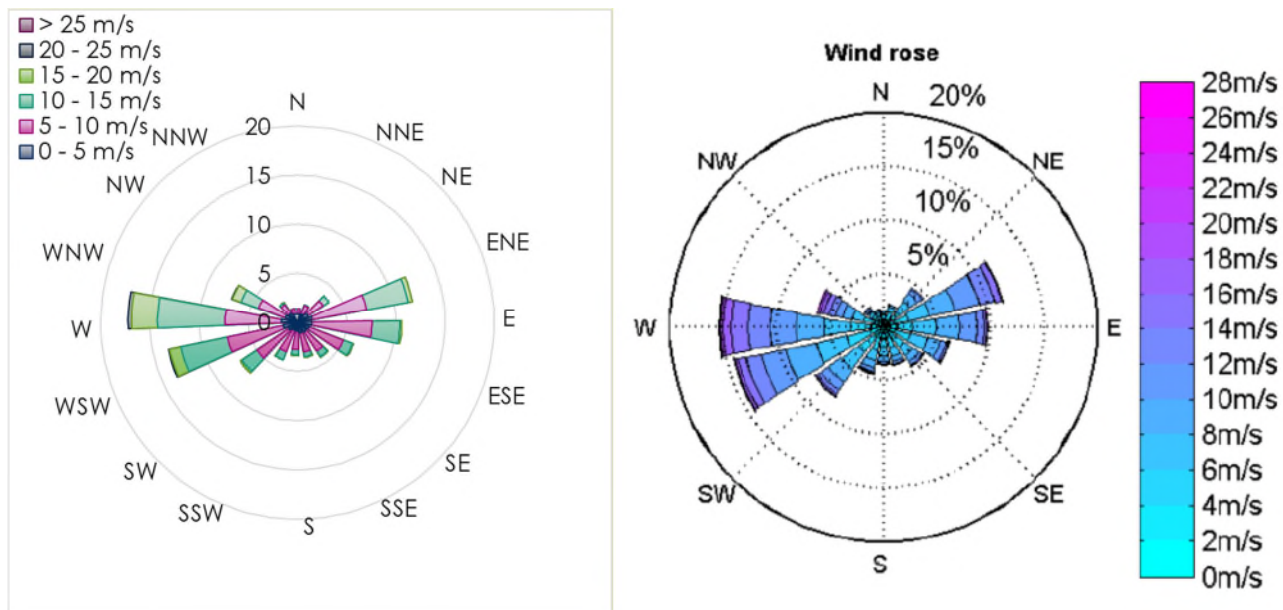 > 25 m/s
20 - 25 m/s
15 - 20 m/s
10 - 15 m/s
5 - 10 m/s
0 - 5 m/s
N
NNE
NE
ENE
E
ESE
SE
SSE
S
SSW
SW
WSW
W
WNW
NW
NNW
20
15
10
5
0
Wind rose
N
NE
E
SE
S
SW
W
NW
20%
15%
10%
5%
28m/s
26m/s
24m/s
22m/s
20m/s
18m/s
16m/s
14m/s
12m/s
10m/s
8m/s
6m/s
4m/s
2m/s
0m/s